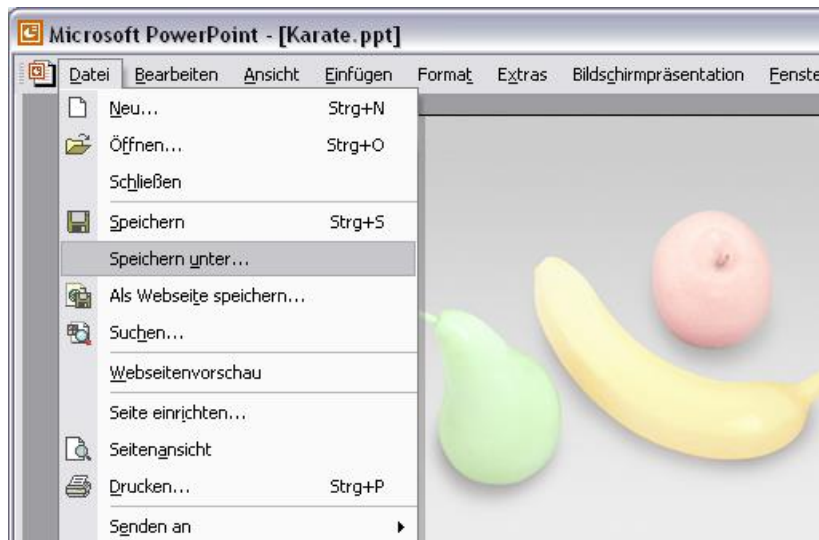 Microsoft PowerPoint - [Karate.ppt]
Datei Bearbeiten Ansicht Einfügen Format Extras Bildschirmpräsentation Fenste
Neu... Strg+N
Öffnen... Strg+O
Schließen
Speichern Strg+S
Speichern unter...
Als Webseite speichern...
Suchen...
Webseitenvorschau
Seite einrichten...
Seitenansicht
Drucken... Strg+P
Senden an